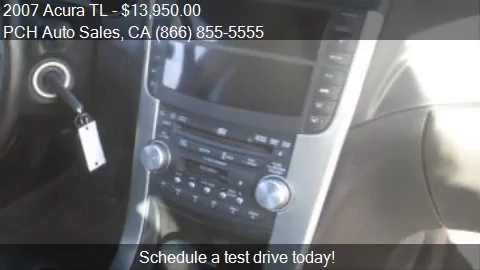 2007 Acura TL - $13,950.00
PCH Auto Sales, CA (866) 855-5555
Schedule a test drive today!